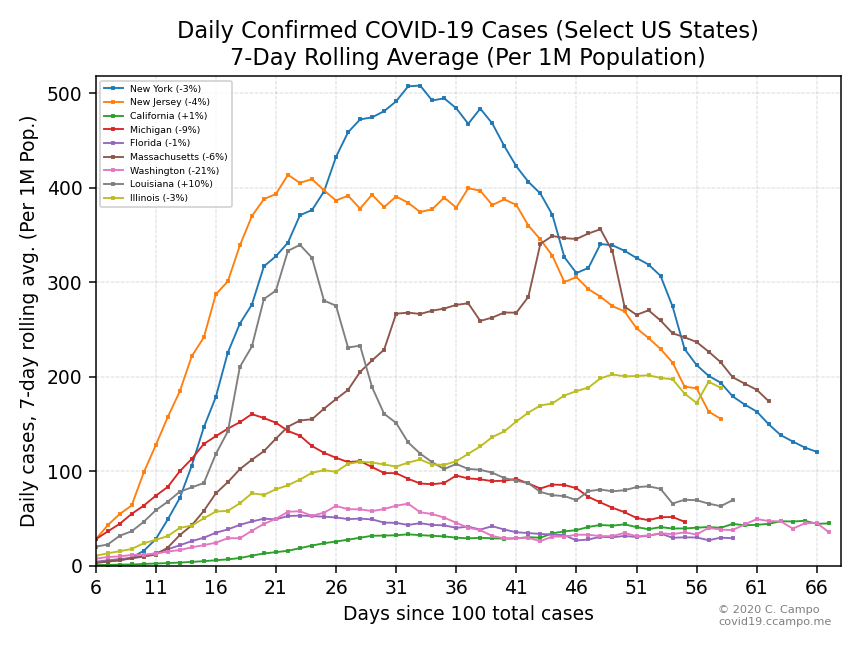 Daily Confirmed COVID-19 Cases (Select US States)
7-Day Rolling Average (Per 1M Population)
Daily cases, 7-day rolling avg. (Per 1M Pop.)
500
400
300
200
100
0
New York (-3%)
New Jersey (-4%)
California (+1%)
Michigan (-9%)
Florida (-1%)
Massachusetts (-6%)
Washington (-21%)
Louisiana (+10%)
Illinois (-3%)
6 11 16 21 26 31 36 41 46 51 56 61 66
Days since 100 total cases
© 2020 C. Campo
covid19.ccampo.me